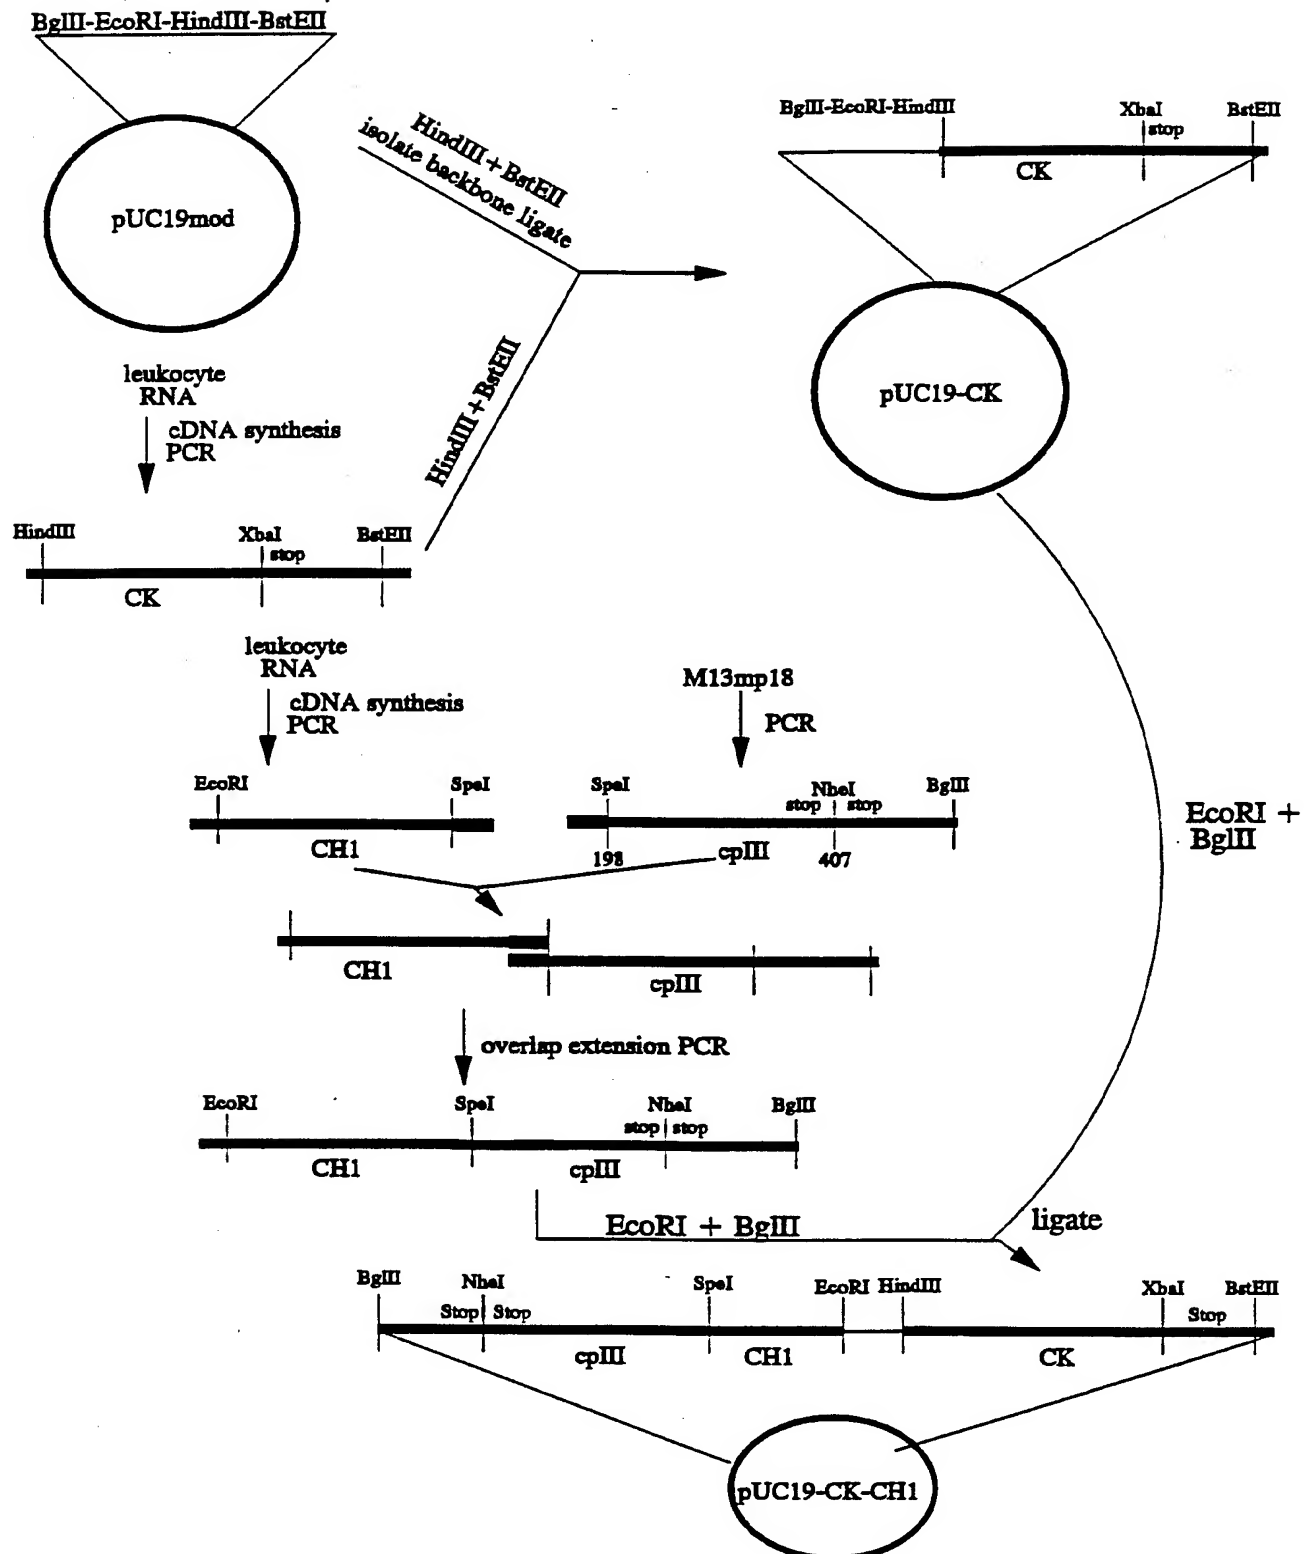 BglII-EcoRI-HindIII-BstEII
pUC19mod
HindIII+BstEII
isolate backbone ligate
BglII-EcoRI-HindIII
XbaI
BstEII
stop
CK
pUC19-CK
leukocyte
RNA
cDNA synthesis
PCR
HindIII+BstEII
HindIII
XbaI
BstEII
stop
CK
leukocyte
RNA
cDNA synthesis
PCR
M13mp18
PCR
EcoRI
SpeI
CH1
SpeI
NheI
BglII
stop
stop
198
cpIII
407
EcoRI +
BglII
CH1
cpIII
overlap extension PCR
EcoRI
SpeI
NheI
BglII
stop
stop
CH1
cpIII
EcoRI + BglII
ligate
BglII
NheI
SpeI
EcoRI HindIII
XbaI
BstEII
Stop
Stop
Stop
cpIII
CH1
CK
pUC19-CK-CH1